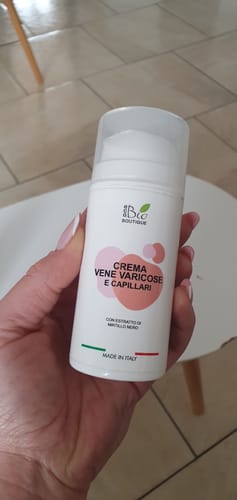 Bio
BOUTIQUE
CREMA
VENE VARICOSE
E CAPILLARI
CON ESTRATTO DI
MIRTILLO NERO
MADE IN ITALY